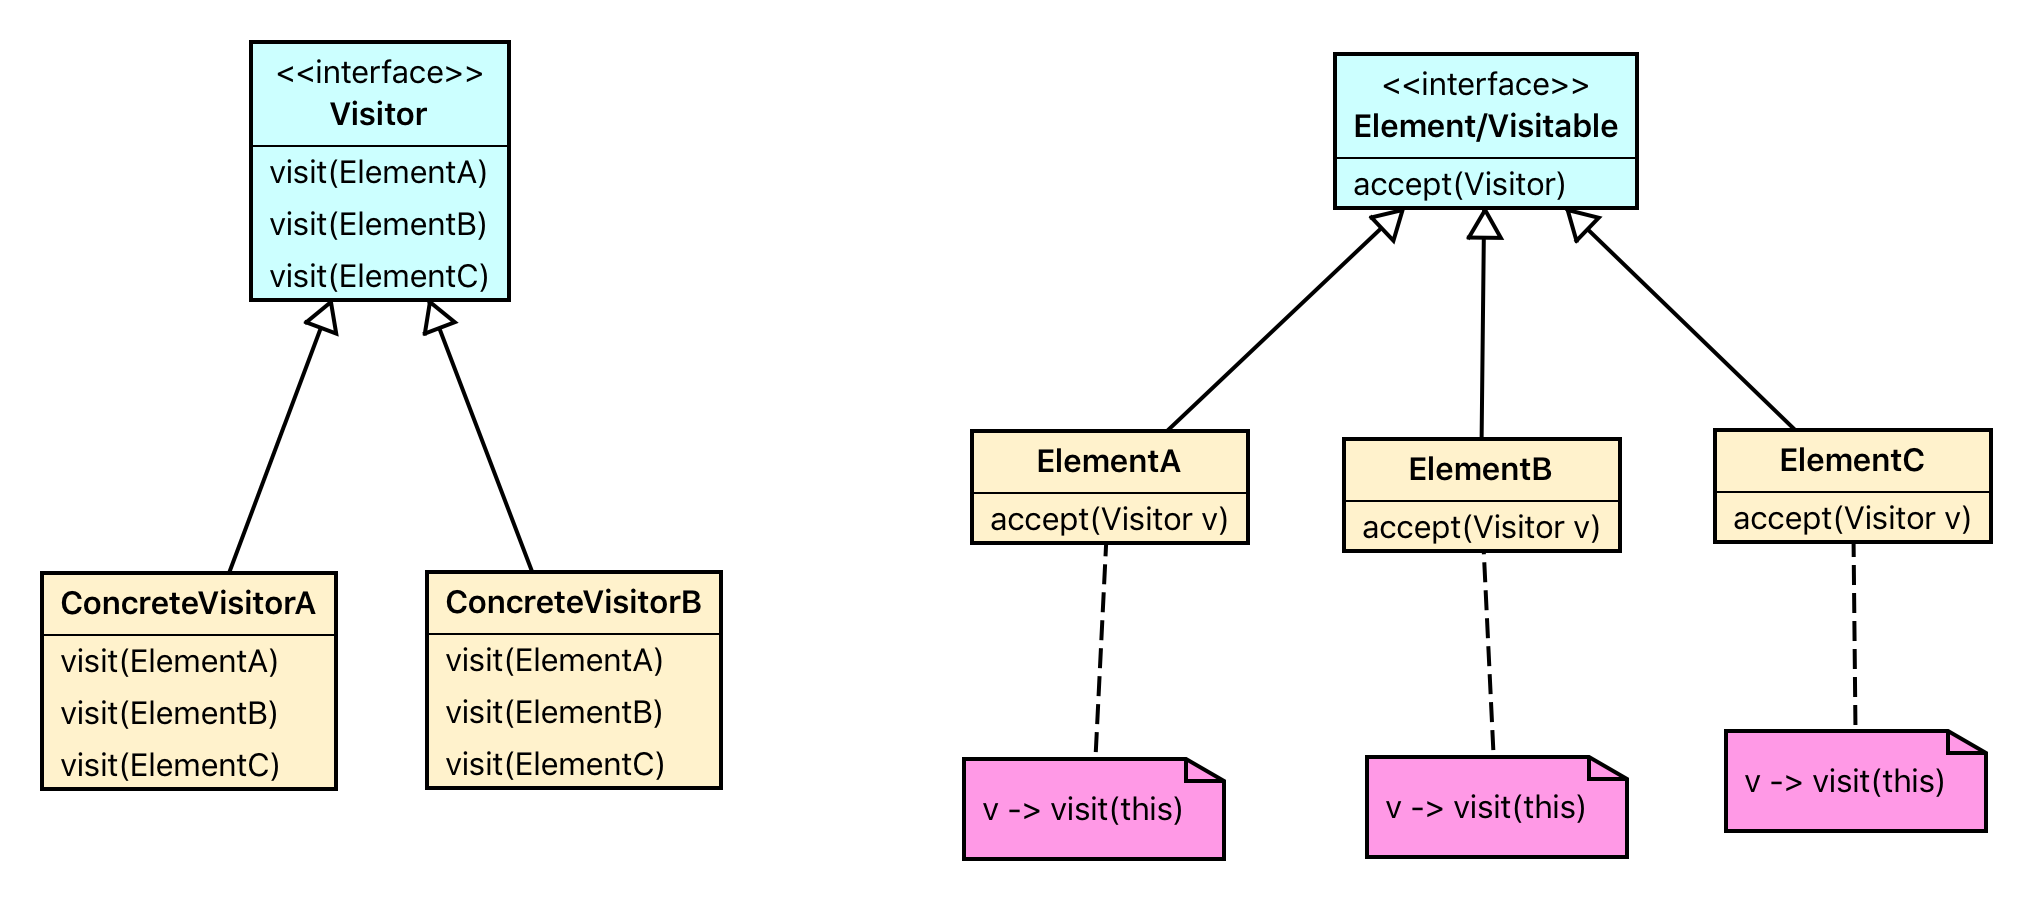 <<interface>>
Visitor
visit(ElementA)
visit(ElementB)
visit(ElementC)
<<interface>>
Element/Visitable
accept(Visitor)
ElementA
accept(Visitor v)
ElementB
accept(Visitor v)
ElementC
accept(Visitor v)
ConcreteVisitorA
visit(ElementA)
visit(ElementB)
visit(ElementC)
ConcreteVisitorB
visit(ElementA)
visit(ElementB)
visit(ElementC)
v -> visit(this)
v -> visit(this)
v -> visit(this)